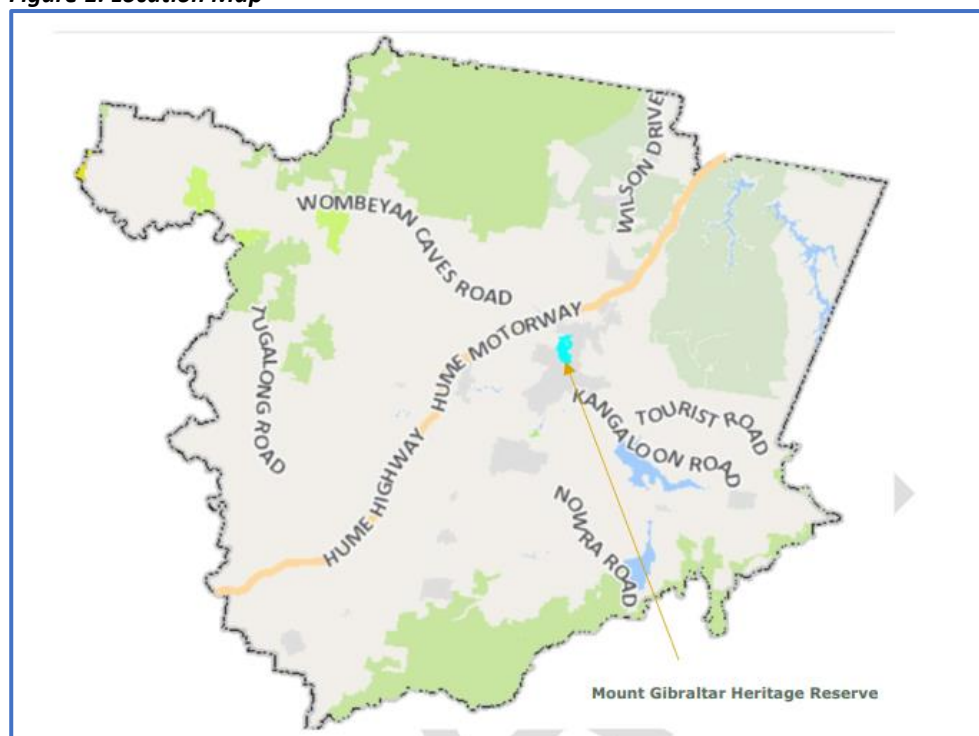 Figure 1: Location Map
WILSON DRIVE
WOMBEYAN CAVES ROAD
HUME MOTORWAY
TUGALONG ROAD
KANGALOON ROAD
TOURIST ROAD
HUME HIGHWAY
NOWRA ROAD
Mount Gibraltar Heritage Reserve